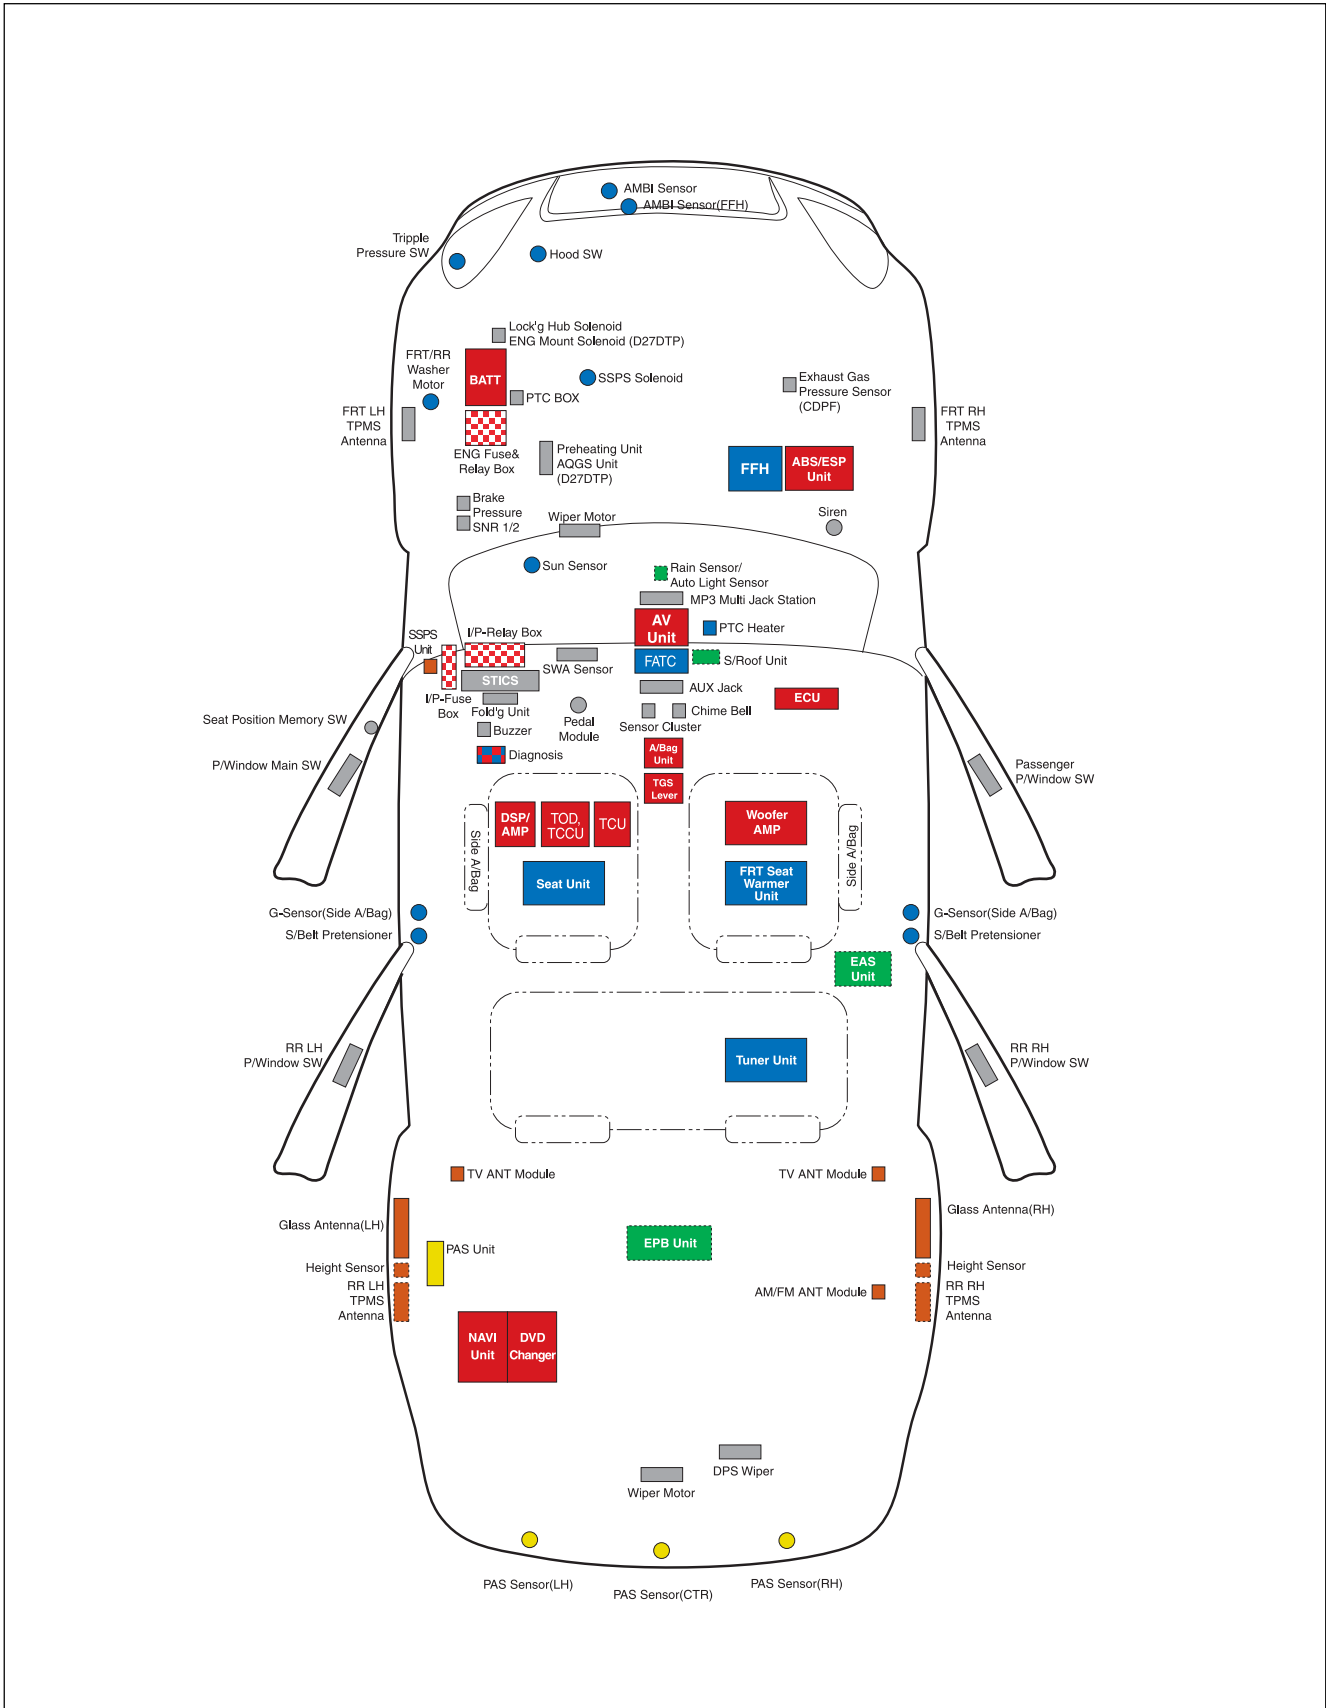 AMBI Sensor
AMBI Sensor(FFH)
Tripple
Pressure SW
Hood SW
Lock'g Hub Solenoid
ENG Mount Solenoid (D27DTP)
FRT/RR
Washer
Motor
BATT
SSPS Solenoid
PTC BOX
Exhaust Gas
Pressure Sensor
(CDPF)
FRT LH
TPMS
Antenna
FRT RH
TPMS
Antenna
ENG Fuse&
Relay Box
Preheating Unit
AQGS Unit
(D27DTP)
FFH
ABS/ESP
Unit
Brake
Pressure
SNR 1/2
Wiper Motor
Siren
Sun Sensor
Rain Sensor/
Auto Light Sensor
MP3 Multi Jack Station
AV
Unit
PTC Heater
SSPS
Unit
I/P-Relay Box
SWA Sensor
FATC
S/Roof Unit
STICS
I/P-Fuse
Box
Fold'g Unit
AUX Jack
ECU
Seat Position Memory SW
Buzzer
Pedal
Module
Chime Bell
Sensor Cluster
Diagnosis
A/Bag
Unit
P/Window Main SW
Passenger
P/Window SW
TGS
Lever
DSP/
AMP
TOD,
TCCU
TCU
Woofer
AMP
Side A/Bag
Side A/Bag
Seat Unit
FRT Seat
Warmer
Unit
G-Sensor(Side A/Bag)
G-Sensor(Side A/Bag)
S/Belt Pretensioner
S/Belt Pretensioner
EAS
Unit
RR LH
P/Window SW
Tuner Unit
RR RH
P/Window SW
TV ANT Module
TV ANT Module
Glass Antenna(LH)
Glass Antenna(RH)
PAS Unit
EPB Unit
Height Sensor
Height Sensor
RR LH
TPMS
Antenna
AM/FM ANT Module
RR RH
TPMS
Antenna
NAVI
Unit
DVD
Changer
DPS Wiper
Wiper Motor
PAS Sensor(LH)
PAS Sensor(CTR)
PAS Sensor(RH)